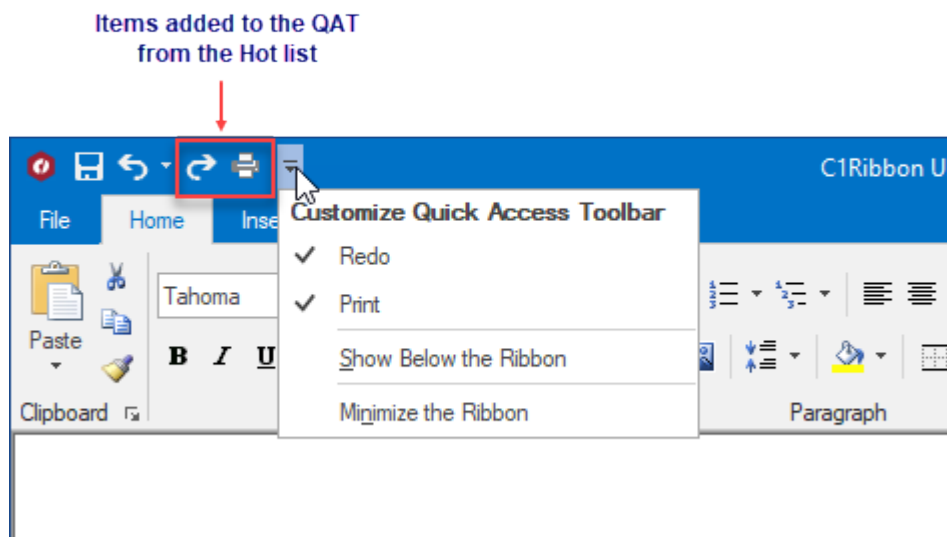 Items added to the QAT
from the Hot list
C1Ribbon U
File Home Inse
Customize Quick Access Toolbar
Redo
Print
Show Below the Ribbon
Minimize the Ribbon
Tahoma
Paste
B I U
Clipboard
Paragraph